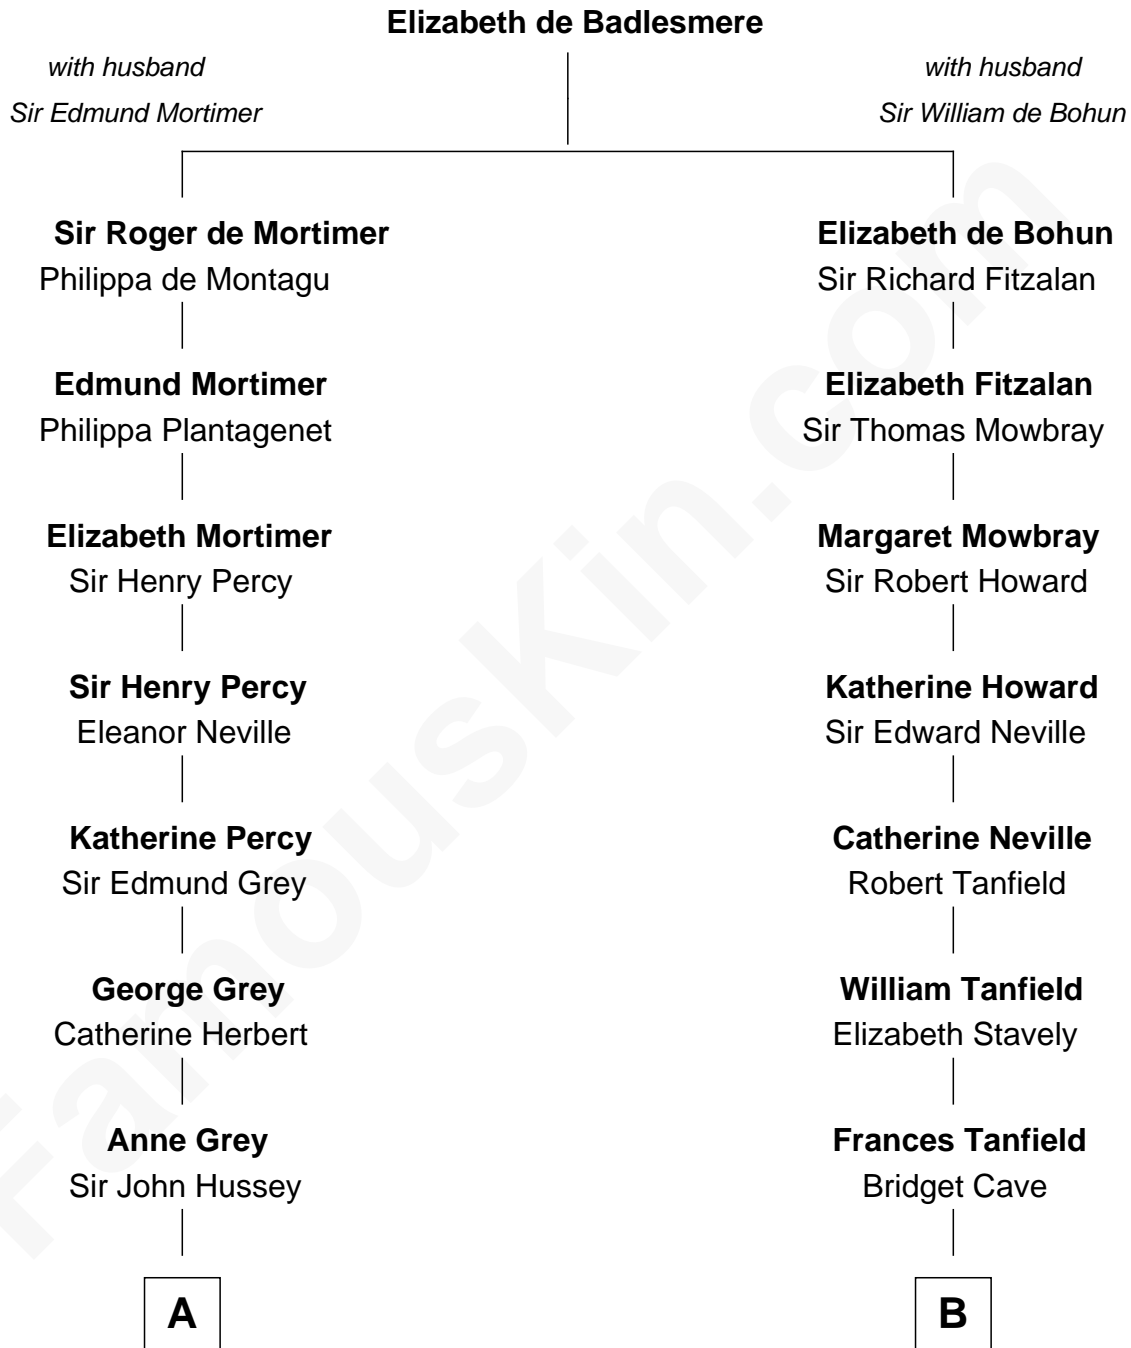 Elizabeth de Badlesmere
with husband
Sir Edmund Mortimer
with husband
Sir William de Bohun
Sir Roger de Mortimer
Philippa de Montagu
Edmund Mortimer
Philippa Plantagenet
Elizabeth Mortimer
Sir Henry Percy
Sir Henry Percy
Eleanor Neville
Katherine Percy
Sir Edmund Grey
George Grey
Catherine Herbert
Anne Grey
Sir John Hussey
A
Elizabeth de Bohun
Sir Richard Fitzalan
Elizabeth Fitzalan
Sir Thomas Mowbray
Margaret Mowbray
Sir Robert Howard
Katherine Howard
Sir Edward Neville
Catherine Neville
Robert Tanfield
William Tanfield
Elizabeth Stavely
Frances Tanfield
Bridget Cave
B
FamousKin.com